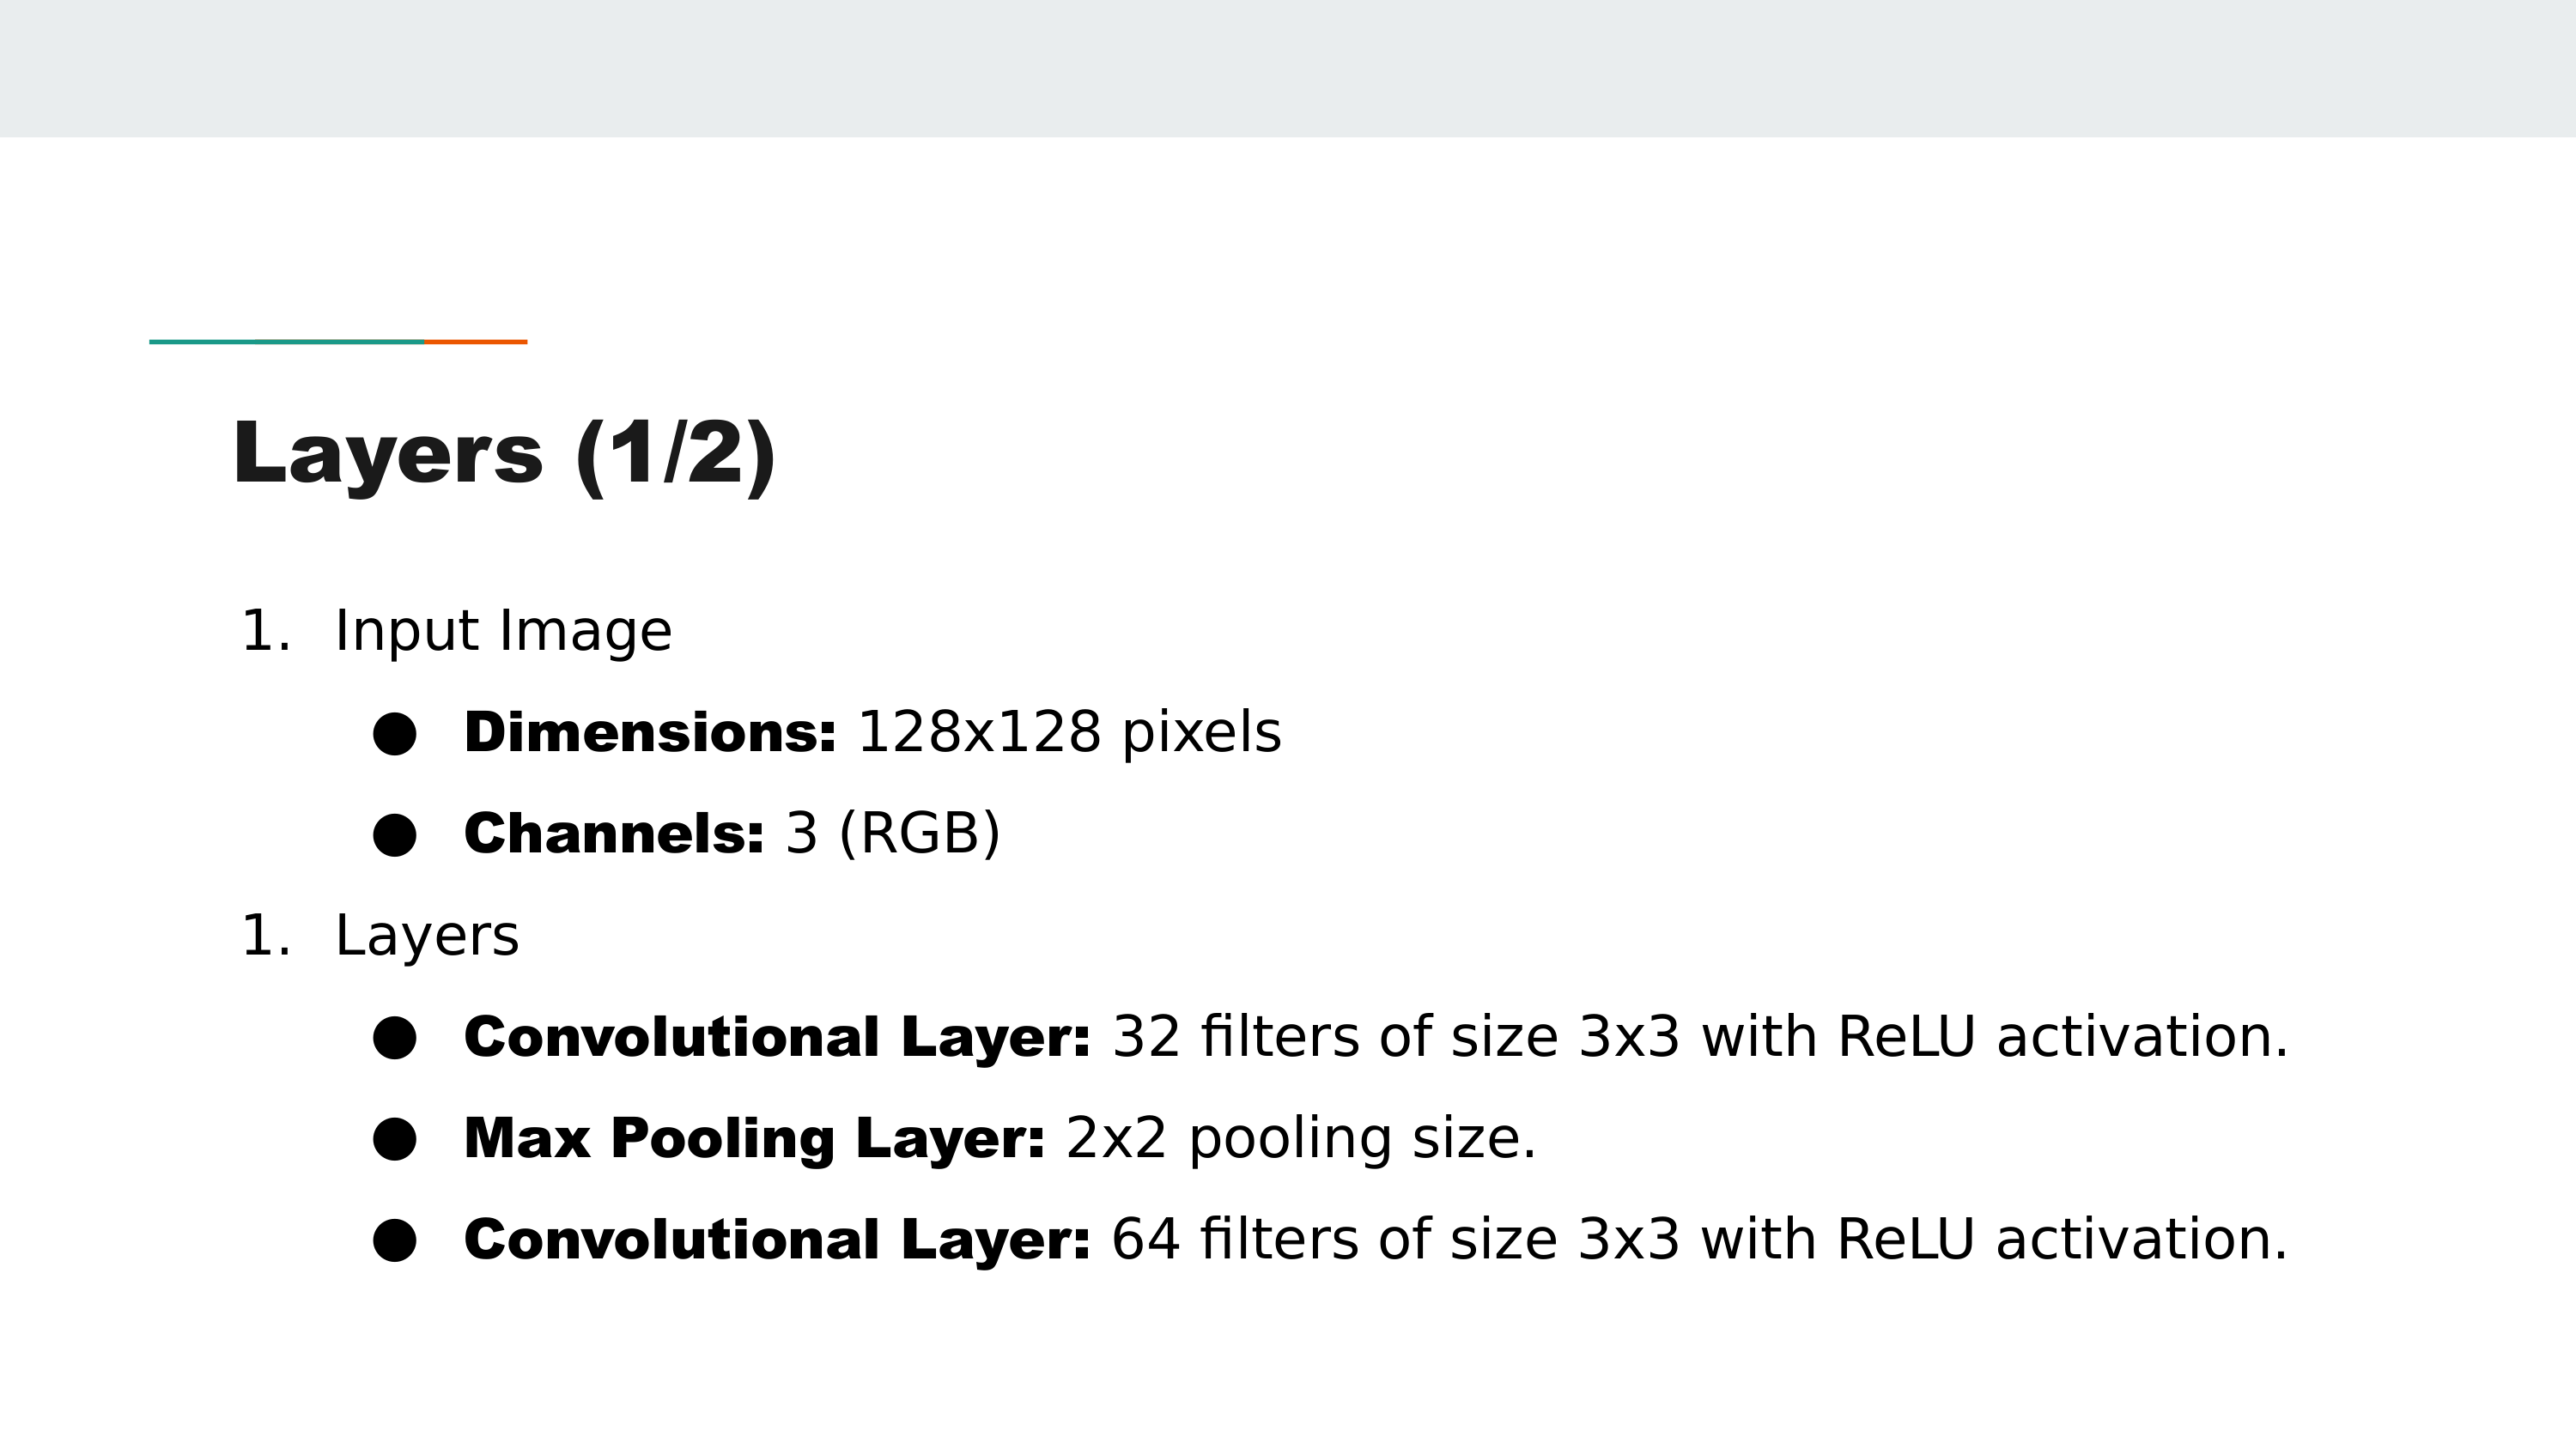 Layers (1/2)
1. Input Image
● Dimensions: 128x128 pixels
● Channels: 3 (RGB)
1. Layers
● Convolutional Layer: 32 filters of size 3x3 with ReLU activation.
● Max Pooling Layer: 2x2 pooling size.
● Convolutional Layer: 64 filters of size 3x3 with ReLU activation.